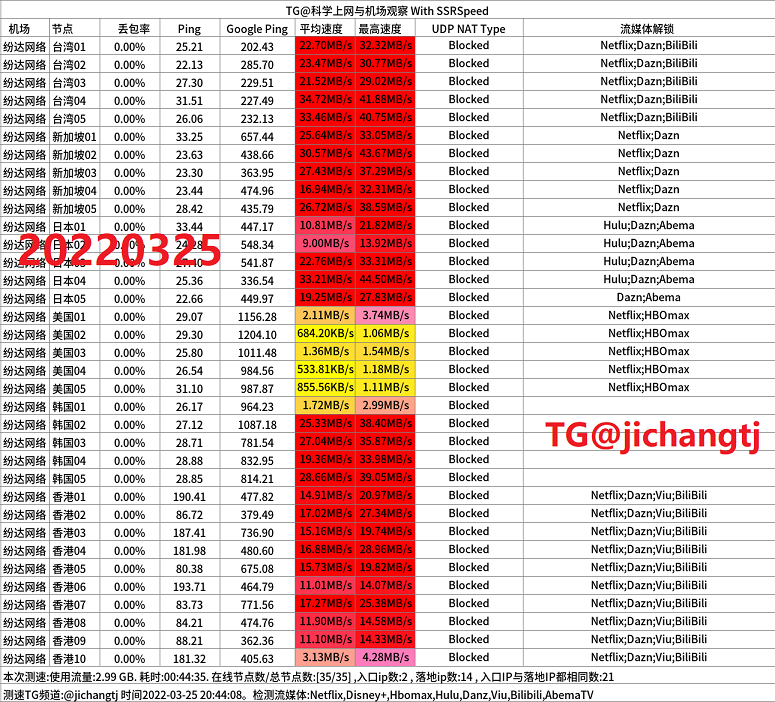 TG@科学上网与机场观察 With SSRSpeed
机场 节点 丢包率 Ping Google Ping 平均速度 最高速度 UDP NAT Type 流媒体解锁
纷达网络 台湾01 0.00% 25.21 202.43 22.70MB/s 32.32MB/s Blocked Netflix;Dazn;BiliBili
纷达网络 台湾02 0.00% 22.13 285.70 23.47MB/s 30.77MB/s Blocked Netflix;Dazn;BiliBili
纷达网络 台湾03 0.00% 27.30 229.51 21.52MB/s 29.02MB/s Blocked Netflix;Dazn;BiliBili
纷达网络 台湾04 0.00% 31.51 227.49 34.72MB/s 41.88MB/s Blocked Netflix;Dazn;BiliBili
纷达网络 台湾05 0.00% 26.06 232.13 33.46MB/s 40.75MB/s Blocked Netflix;Dazn;BiliBili
纷达网络 新加坡01 0.00% 33.25 657.44 25.64MB/s 33.05MB/s Blocked Netflix;Dazn
纷达网络 新加坡02 0.00% 23.63 438.66 30.57MB/s 43.67MB/s Blocked Netflix;Dazn
纷达网络 新加坡03 0.00% 23.30 363.95 27.43MB/s 37.29MB/s Blocked Netflix;Dazn
纷达网络 新加坡04 0.00% 23.44 474.96 16.94MB/s 32.31MB/s Blocked Netflix;Dazn
纷达网络 新加坡05 0.00% 28.42 435.79 26.72MB/s 38.59MB/s Blocked Netflix;Dazn
纷达网络 日本01 0.00% 33.44 447.17 10.81MB/s 21.82MB/s Blocked Hulu;Dazn;Abema
纷达网络 日本02 0.00% 24.28 548.34 9.00MB/s 13.92MB/s Blocked Hulu;Dazn;Abema
20220325
纷达网络 日本03 0.00% 541.87 22.76MB/s 33.31MB/s Blocked Hulu;Dazn;Abema
纷达网络 日本04 0.00% 25.36 336.54 33.21MB/s 44.50MB/s Blocked Hulu;Dazn;Abema
纷达网络 日本05 0.00% 22.66 449.97 19.25MB/s 27.83MB/s Blocked Dazn;Abema
纷达网络 美国01 0.00% 29.07 1156.28 2.11MB/s 3.74MB/s Blocked Netflix;HBOmax
纷达网络 美国02 0.00% 29.30 1204.10 684.20KB/s 1.06MB/s Blocked Netflix;HBOmax
纷达网络 美国03 0.00% 25.80 1011.48 1.36MB/s 1.54MB/s Blocked Netflix;HBOmax
纷达网络 美国04 0.00% 26.54 984.56 533.81KB/s 1.18MB/s Blocked Netflix;HBOmax
纷达网络 美国05 0.00% 31.10 987.87 855.56KB/s 1.11MB/s Blocked Netflix;HBOmax
纷达网络 韩国01 0.00% 26.17 964.23 1.72MB/s 2.99MB/s Blocked
纷达网络 韩国02 0.00% 27.12 1087.18 25.33MB/s 38.40MB/s Blocked
TG@jichangtj
纷达网络 韩国03 0.00% 28.71 781.54 27.04MB/s 35.87MB/s Blocked
纷达网络 韩国04 0.00% 28.88 832.95 19.36MB/s 33.98MB/s Blocked
纷达网络 韩国05 0.00% 28.85 814.21 28.66MB/s 39.05MB/s Blocked
纷达网络 香港01 0.00% 190.41 477.82 14.91MB/s 20.97MB/s Blocked Netflix;Dazn;Viu;BiliBili
纷达网络 香港02 0.00% 86.72 379.49 17.02MB/s 27.34MB/s Blocked Netflix;Dazn;Viu;BiliBili
纷达网络 香港03 0.00% 187.41 736.90 15.16MB/s 19.74MB/s Blocked Netflix;Dazn;Viu;BiliBili
纷达网络 香港04 0.00% 181.98 480.60 16.88MB/s 28.96MB/s Blocked Netflix;Dazn;Viu;BiliBili
纷达网络 香港05 0.00% 80.38 675.08 15.73MB/s 19.82MB/s Blocked Netflix;Dazn;Viu;BiliBili
纷达网络 香港06 0.00% 193.71 464.79 11.01MB/s 14.07MB/s Blocked Netflix;Dazn;Viu;BiliBili
纷达网络 香港07 0.00% 83.73 771.56 17.27MB/s 25.38MB/s Blocked Netflix;Dazn;Viu;BiliBili
纷达网络 香港08 0.00% 84.21 474.76 11.90MB/s 14.58MB/s Blocked Netflix;Dazn;Viu;BiliBili
纷达网络 香港09 0.00% 88.21 362.36 11.10MB/s 14.33MB/s Blocked Netflix;Dazn;Viu;BiliBili
纷达网络 香港10 0.00% 181.32 405.63 3.13MB/s 4.28MB/s Blocked Netflix;Dazn;Viu;BiliBili
本次测速:使用流量:2.99 GB. 耗时:00:44:35. 在线节点数/总节点数:[35/35] ,入口ip数:2 , 落地ip数:14 , 入口IP与落地IP都相同数:21
测速TG频道:@jichangtj 时间2022-03-25 20:44:08。检测流媒体:Netflix,Disney+,Hbomax,Hulu,Danz,Viu,Bilibili,AbemaTV